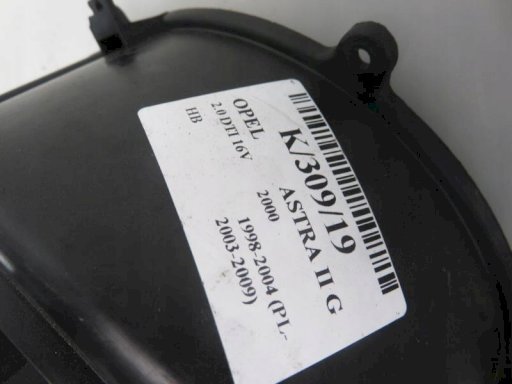 K/309/19
OPEL ASTRA II G
2.0 DTI 16V 2000 1998-2004 (PL-
HB 2003-2009)